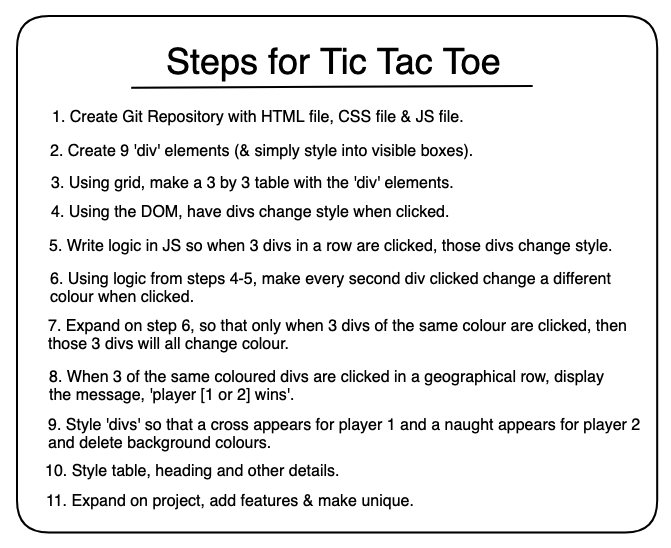 Steps for Tic Tac Toe
1. Create Git Repository with HTML file, CSS file & JS file.
2. Create 9 'div' elements (& simply style into visible boxes).
3. Using grid, make a 3 by 3 table with the 'div' elements.
4. Using the DOM, have divs change style when clicked.
5. Write logic in JS so when 3 divs in a row are clicked, those divs change style.
6. Using logic from steps 4-5, make every second div clicked change a different
colour when clicked.
7. Expand on step 6, so that only when 3 divs of the same colour are clicked, then
those 3 divs will all change colour.
8. When 3 of the same coloured divs are clicked in a geographical row, display
the message, 'player [1 or 2] wins'.
9. Style 'divs' so that a cross appears for player 1 and a naught appears for player 2
and delete background colours.
10. Style table, heading and other details.
11. Expand on project, add features & make unique.